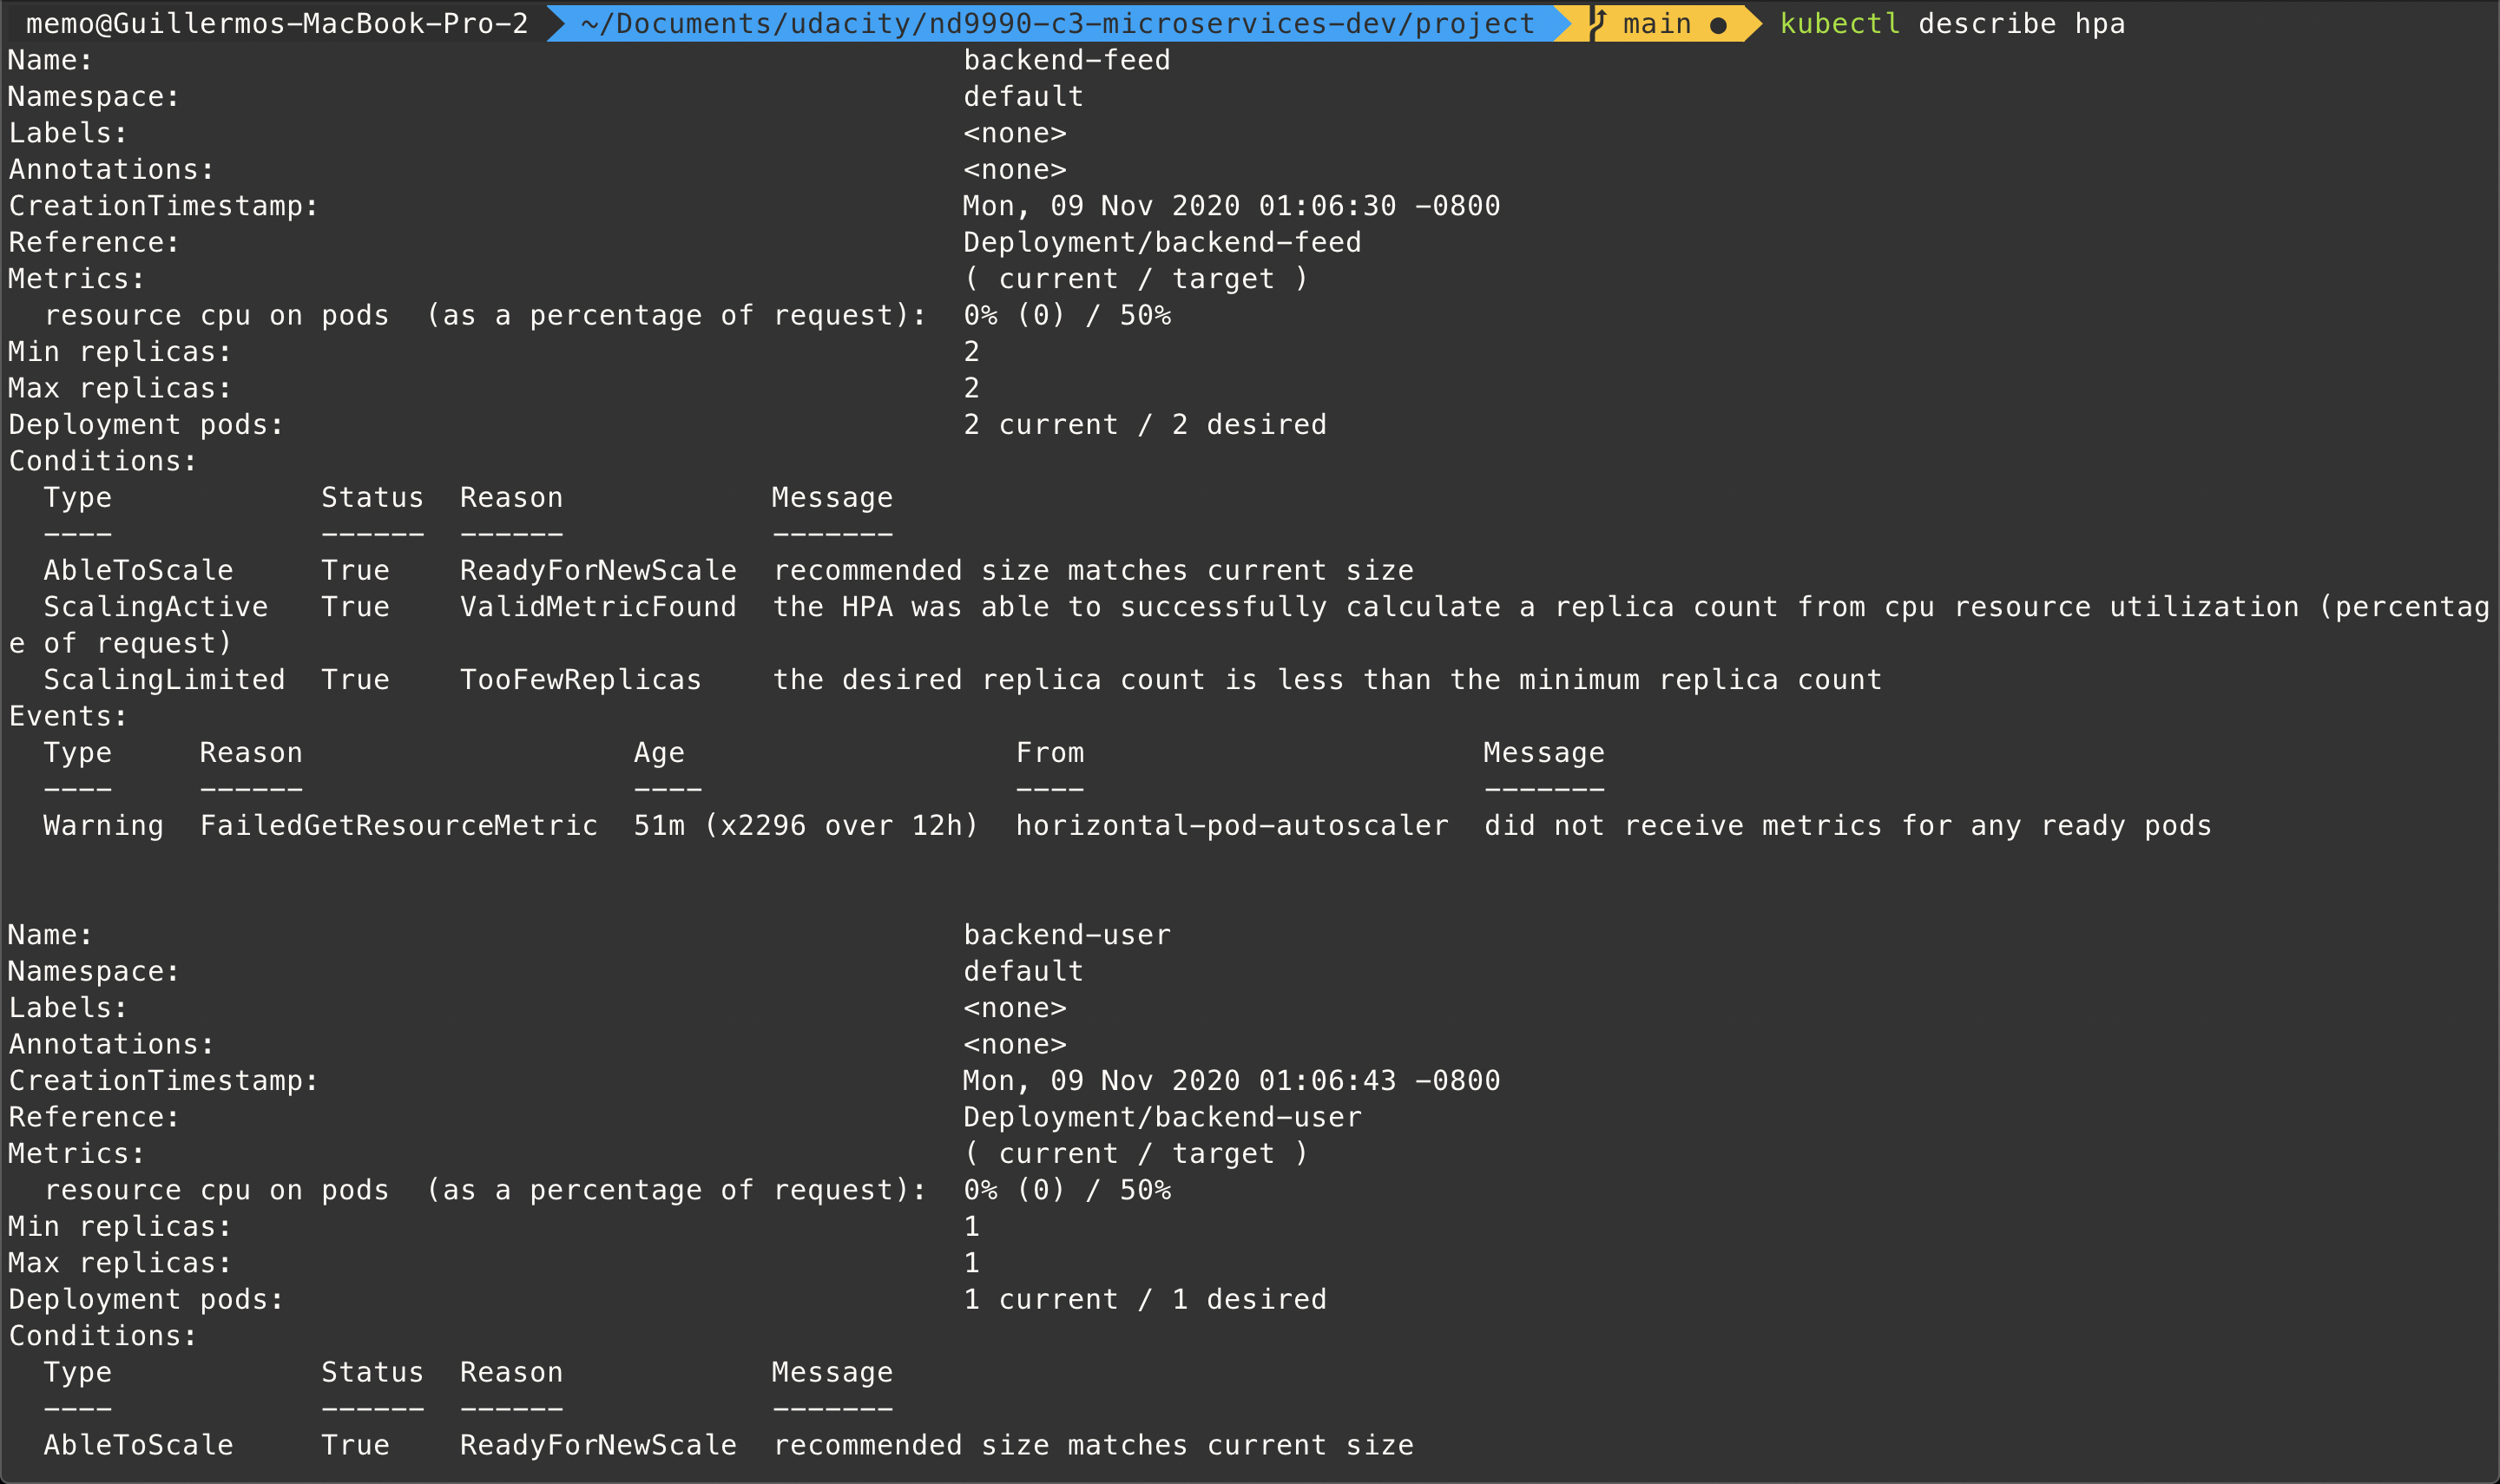 memo@Guillermos-MacBook-Pro-2 ~/Documents/udacity/nd9990-c3-microservices-dev/project main ● kubectl describe hpa
Name: backend-feed
Namespace: default
Labels: <none>
Annotations: <none>
CreationTimestamp: Mon, 09 Nov 2020 01:06:30 -0800
Reference: Deployment/backend-feed
Metrics: ( current / target )
  resource cpu on pods  (as a percentage of request): 0% (0) / 50%
Min replicas: 2
Max replicas: 2
Deployment pods: 2 current / 2 desired
Conditions:
  Type            Status  Reason            Message
  ----            ------  ------            -------
  AbleToScale     True    ReadyForNewScale  recommended size matches current size
  ScalingActive   True    ValidMetricFound  the HPA was able to successfully calculate a replica count from cpu resource utilization (percentag
e of request)
  ScalingLimited  True    TooFewReplicas    the desired replica count is less than the minimum replica count
Events:
  Type     Reason                   Age                   From                       Message
  ----     ------                   ----                  ----                       -------
  Warning  FailedGetResourceMetric  51m (x2296 over 12h)  horizontal-pod-autoscaler  did not receive metrics for any ready pods
Name: backend-user
Namespace: default
Labels: <none>
Annotations: <none>
CreationTimestamp: Mon, 09 Nov 2020 01:06:43 -0800
Reference: Deployment/backend-user
Metrics: ( current / target )
  resource cpu on pods  (as a percentage of request): 0% (0) / 50%
Min replicas: 1
Max replicas: 1
Deployment pods: 1 current / 1 desired
Conditions:
  Type            Status  Reason            Message
  ----            ------  ------            -------
  AbleToScale     True    ReadyForNewScale  recommended size matches current size